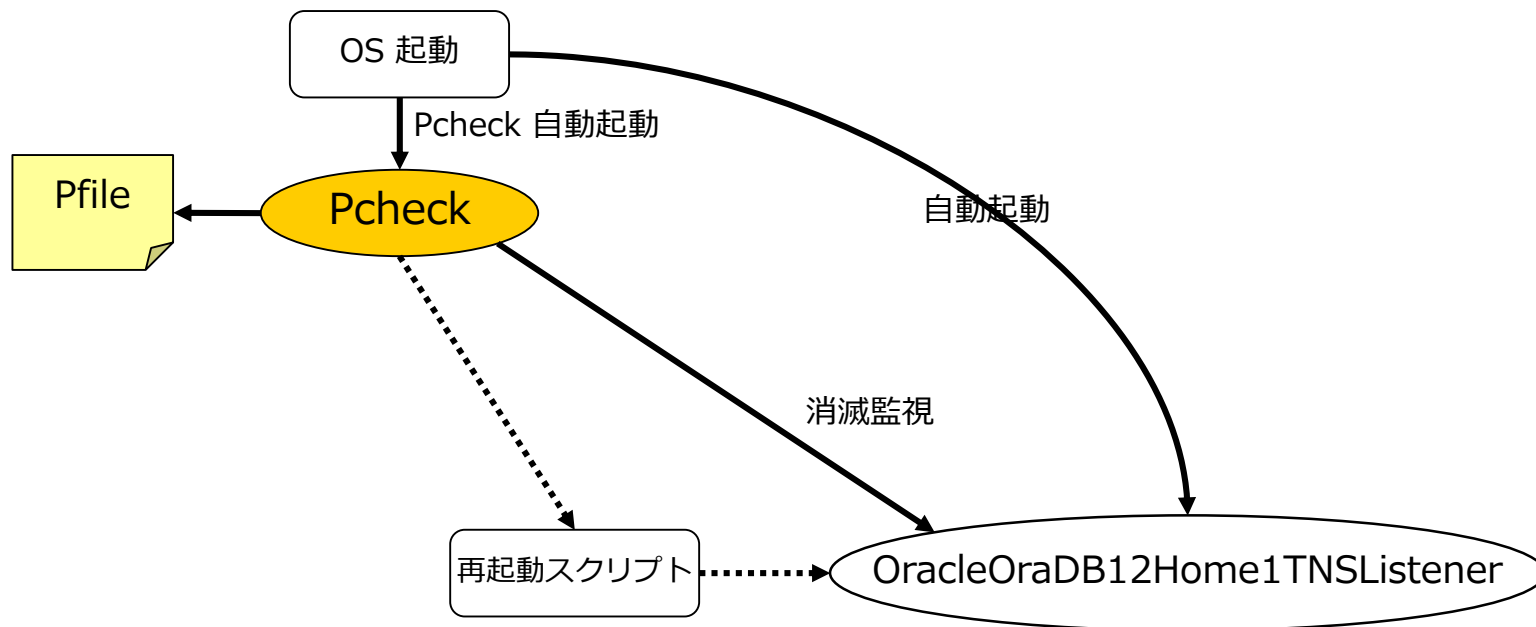 OS 起動
Pcheck 自動起動
Pfile
Pcheck
自動起動
消滅監視
再起動スクリプト
OracleOraDB12Home1TNSListener